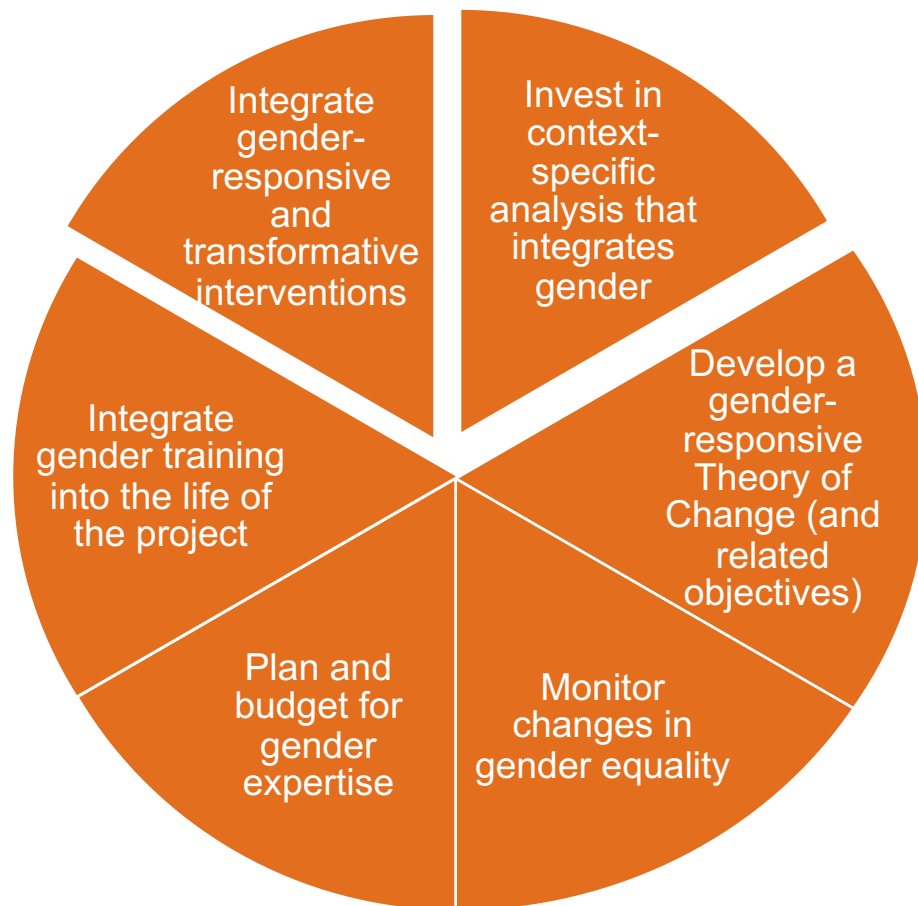 Invest in
context-
specific
analysis that
integrates
gender
Develop a
gender-
responsive
Theory of
Change (and
related
objectives)
Monitor
changes in
gender equality
Plan and
budget for
gender
expertise
Integrate
gender training
into the life of
the project
Integrate
gender-
responsive
and
transformative
interventions